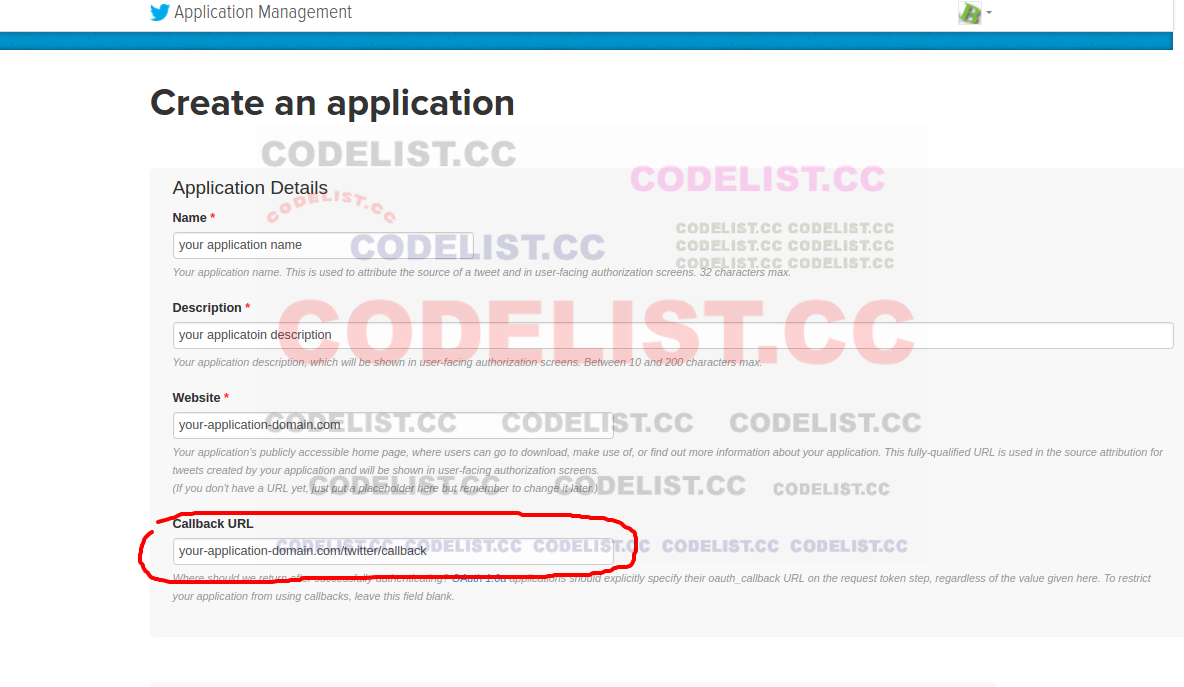 Application Management
Create an application
CODELIST.CC
CODELIST.CC
Application Details
CODELIST.CC
Name *
your application name
CODELIST.CC
CODELIST.CC CODELIST.CC
CODELIST.CC CODELIST.CC
CODELIST.CC CODELIST.CC
Your application name. This is used to attribute the source of a tweet and in user-facing authorization screens. 32 characters max.
Description *
CODELIST.CC
your applicatoin description
Your application description, which will be shown in user-facing authorization screens. Between 10 and 200 characters max.
Website *
your-application-domain.com
CODELIST.CC CODELIST.CC CODELIST.CC
Your application's publicly accessible home page, where users can go to download, make use of, or find out more information about your application. This fully-qualified URL is used in the source attribution for
tweets created by your application and will be shown in user-facing authorization screens.
(If you don't have a URL yet, just put a placeholder here but remember to change it later.)
CODELIST.CC CODELIST.CC CODELIST.CC
Callback URL
your-application-domain.com/twitter/callback
CODELIST.CC CODELIST.CC CODELIST.CC CODELIST.CC CODELIST.CC
Where should we return after successfully authenticating? OAuth 1.0a applications should explicitly specify their oauth_callback URL on the request token step, regardless of the value given here. To restrict
your application from using callbacks, leave this field blank.